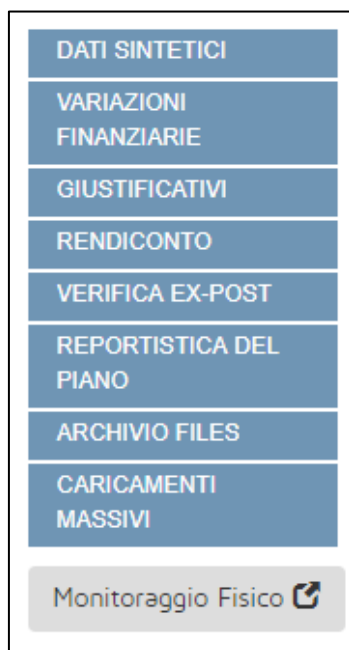 DATI SINTETICI
VARIAZIONI
FINANZIARIE
GIUSTIFICATIVI
RENDICONTO
VERIFICA EX-POST
REPORTISTICA DEL
PIANO
ARCHIVIO FILES
CARICAMENTI
MASSIVI
Monitoraggio Fisico